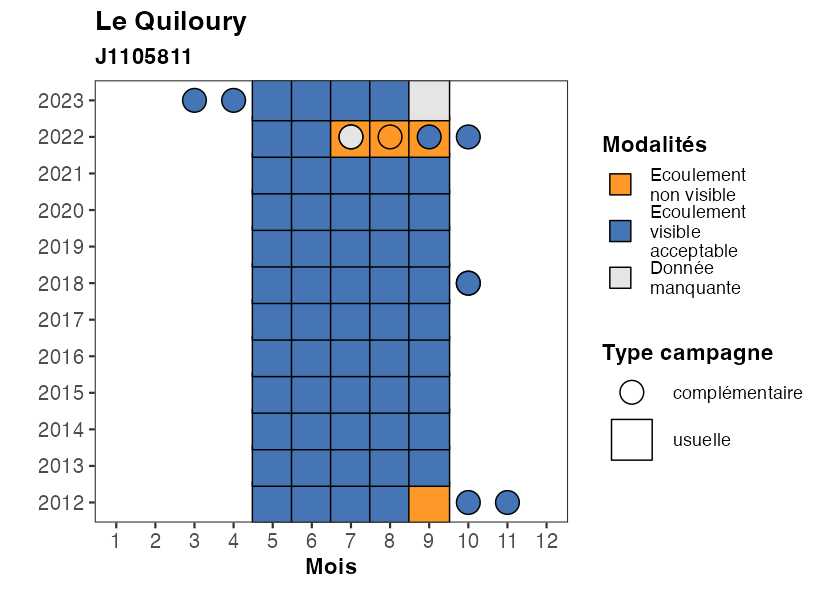 Le Quiloury
J1105811
2023
2022
2021
2020
2019
2018
2017
2016
2015
2014
2013
2012
1 2 3 4 5 6 7 8 9 10 11 12
Mois
Modalités
Ecoulement
non visible
Ecoulement
visible
acceptable
Donnée
manquante
Type campagne
complémentaire
usuelle